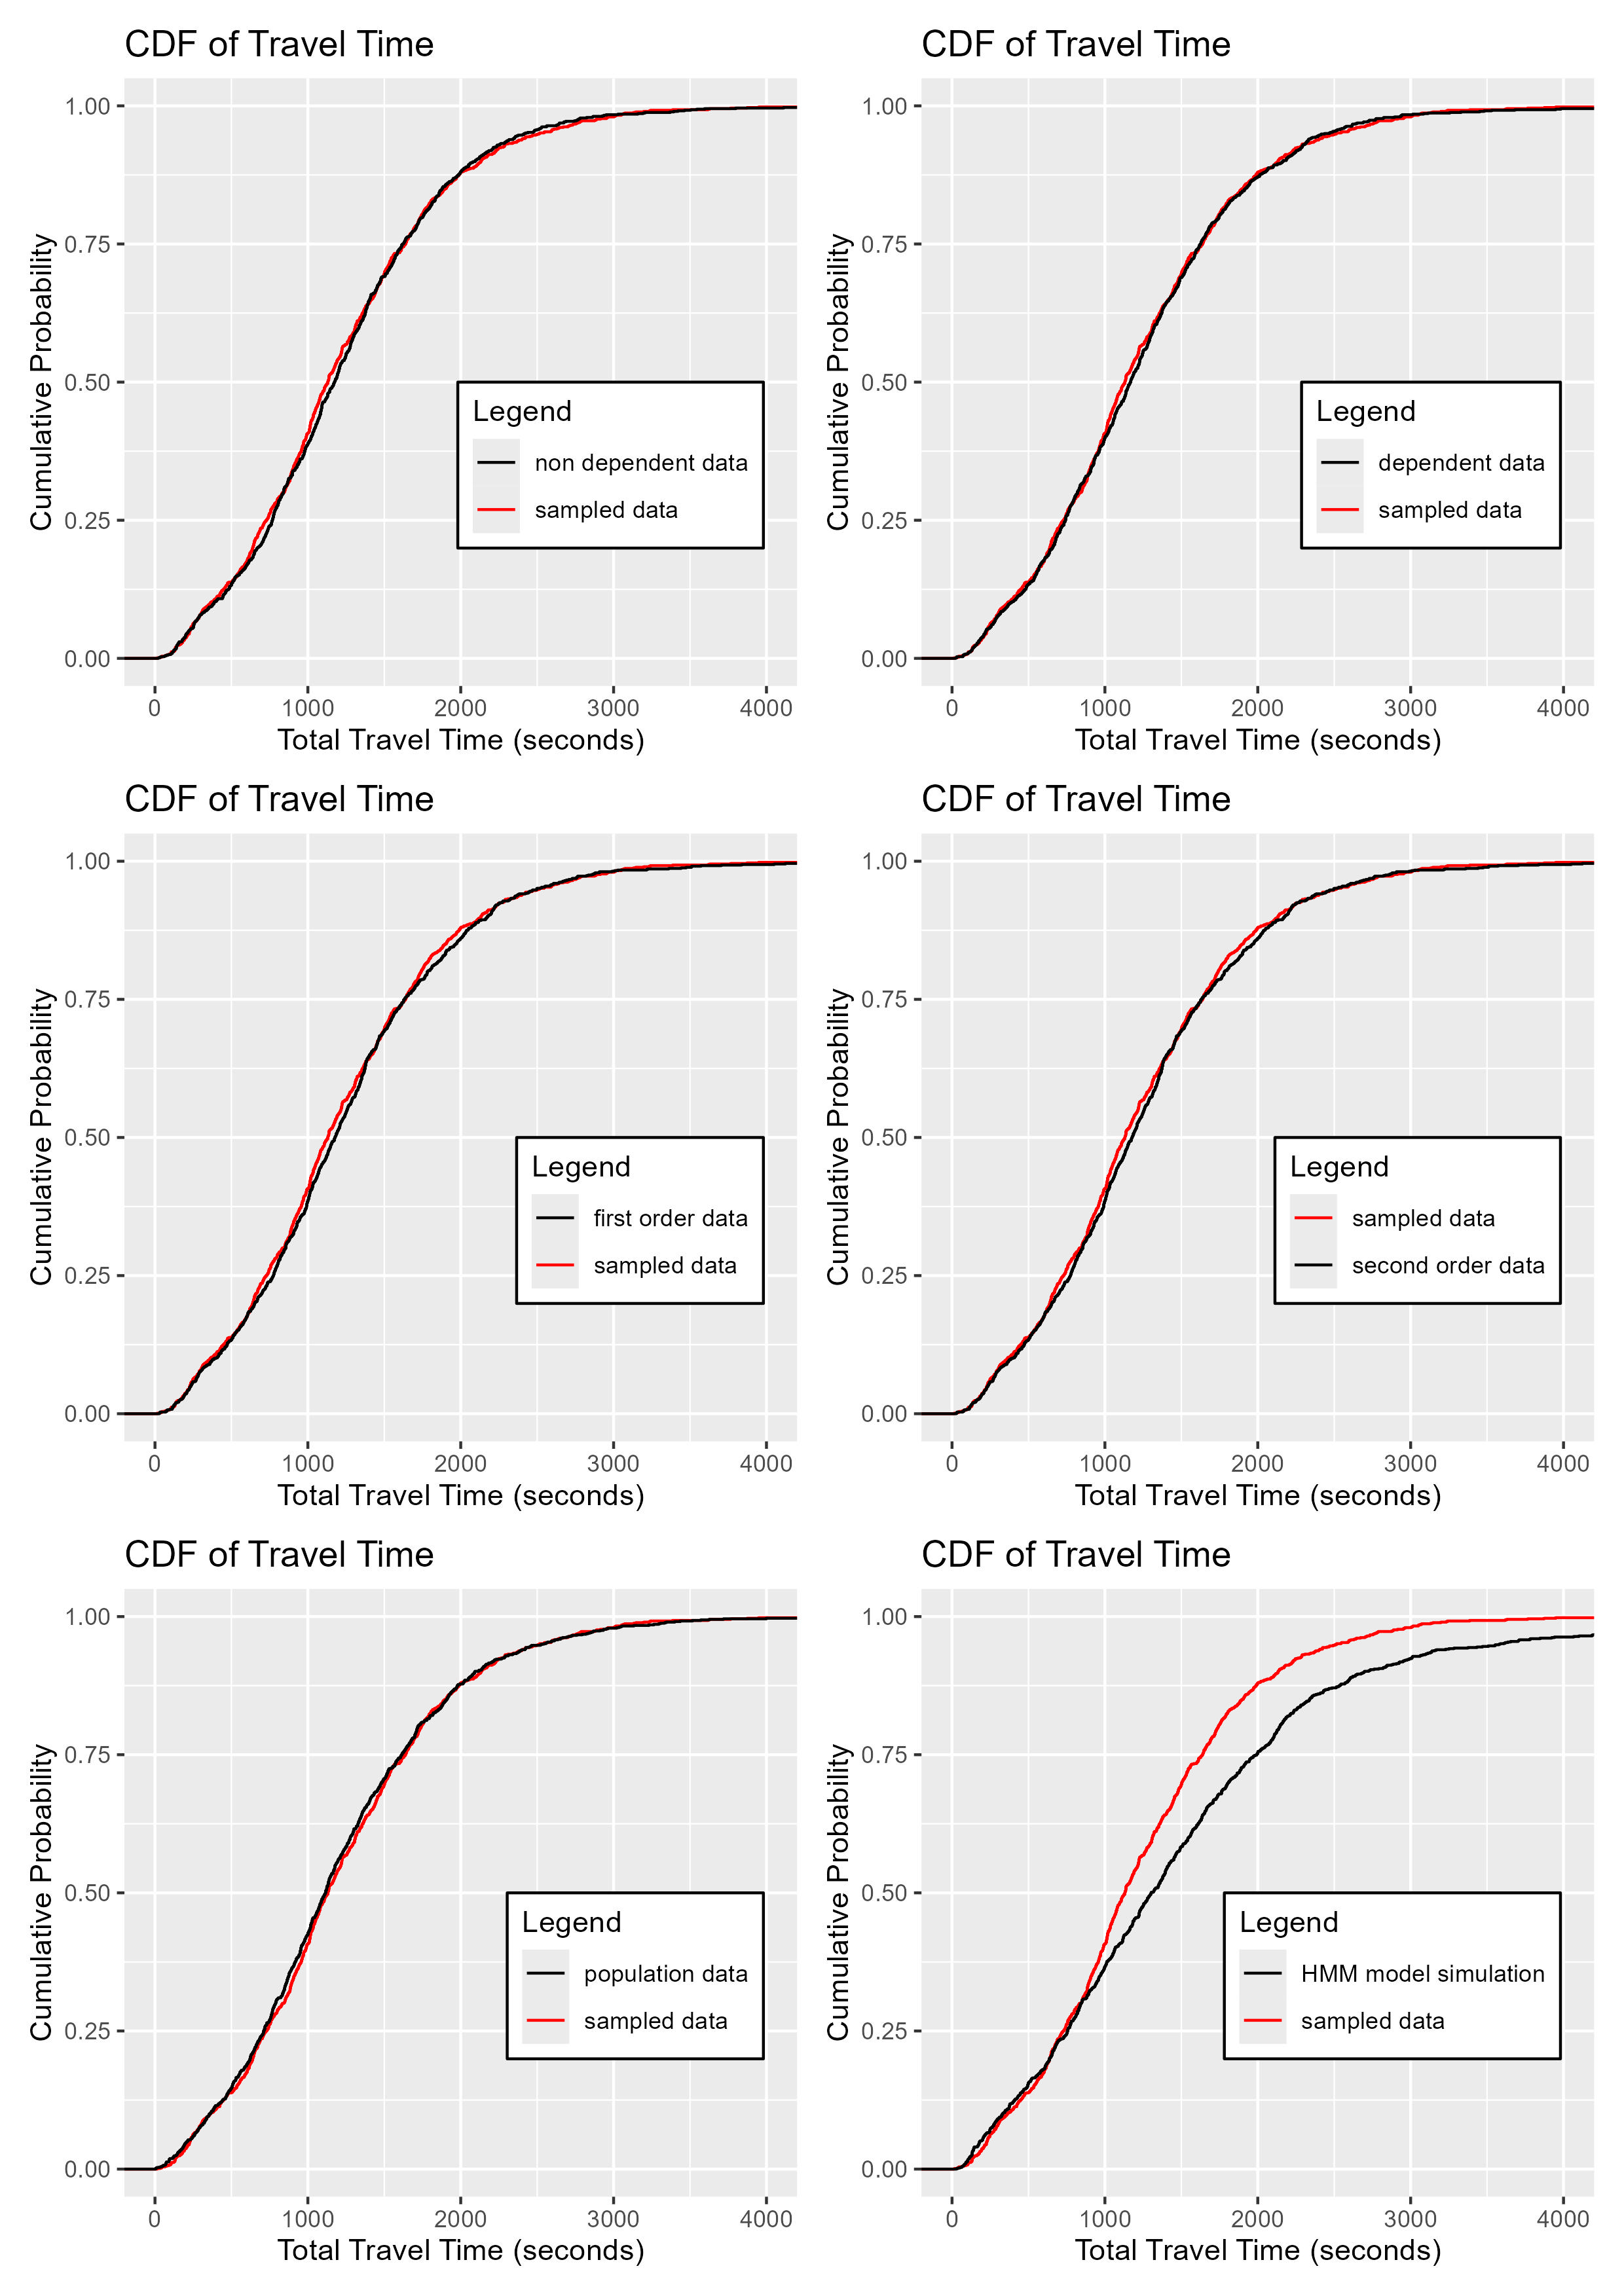 CDF of Travel Time
Cumulative Probability
1.00
0.75
0.50
0.25
0.00
Legend
non dependent data
sampled data
0 1000 2000 3000 4000
Total Travel Time (seconds)
CDF of Travel Time
Cumulative Probability
1.00
0.75
0.50
0.25
0.00
Legend
dependent data
sampled data
0 1000 2000 3000 4000
Total Travel Time (seconds)
CDF of Travel Time
Cumulative Probability
1.00
0.75
0.50
0.25
0.00
Legend
first order data
sampled data
0 1000 2000 3000 4000
Total Travel Time (seconds)
CDF of Travel Time
Cumulative Probability
1.00
0.75
0.50
0.25
0.00
Legend
sampled data
second order data
0 1000 2000 3000 4000
Total Travel Time (seconds)
CDF of Travel Time
Cumulative Probability
1.00
0.75
0.50
0.25
0.00
Legend
population data
sampled data
0 1000 2000 3000 4000
Total Travel Time (seconds)
CDF of Travel Time
Cumulative Probability
1.00
0.75
0.50
0.25
0.00
Legend
HMM model simulation
sampled data
0 1000 2000 3000 4000
Total Travel Time (seconds)